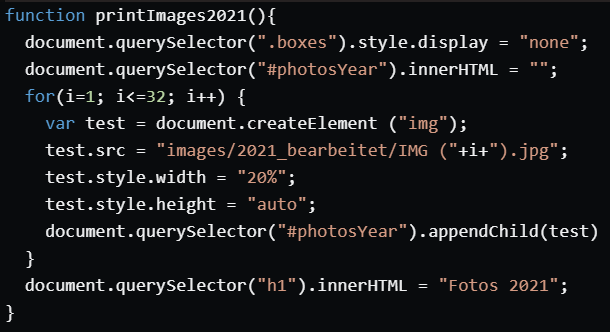 function printImages2021(){
document.querySelector(".boxes").style.display = "none";
document.querySelector("#photosYear").innerHTML = "";
for(i=1; i<=32; i++) {
var test = document.createElement ("img");
test.src = "images/2021_bearbeitet/IMG ("+i+").jpg";
test.style.width = "20%";
test.style.height = "auto";
document.querySelector("#photosYear").appendChild(test)
}
document.querySelector("h1").innerHTML = "Fotos 2021";
}